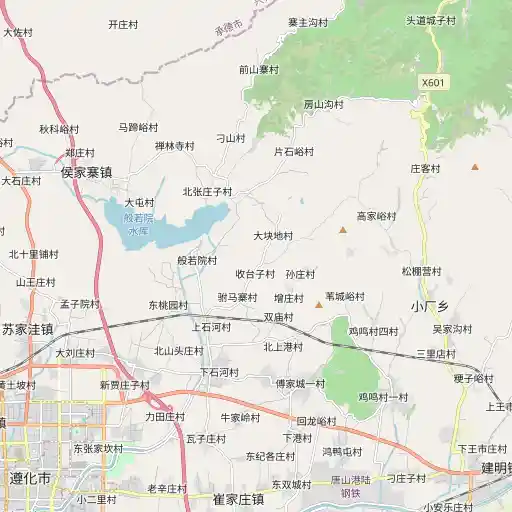 开庄村
寨主沟村
头道城子村
大佐村
承德市
前山寨村
X601
房山沟村
秋科峪村
马蹄峪村
刁山村
峪村
郑庄村
禅林寺村
片石峪村
侯家寨镇
庄客村
大石庄村
北张庄子村
大屯村
般若院
水库
高家峪村
大块地村
北十里铺村
般若院村
松棚营村
收台子村
孙庄村
山王庄村
驸马寨村
增庄村
苇城峪村
孟子院村
东桃园村
小厂乡
双庙村
苏家洼镇
上石河村
鸡鸣村四村
吴家沟村
北上港村
大刘庄村
北山头庄村
三里店村
下石河村
粳子峪村
黄土坡村
新贾庄子村
傅家城一村
鸡鸣村一村
上王市
力田庄村
牛家岭村
回龙峪村
镇
瓦子庄村
下港村
东张家坎村
鸿鸭屯村
下王市庄村
东纪各庄村
建明镇
遵化市
唐山港陆
钢铁
刁庄子村
老辛庄村
东双城村
小二里村
崔家庄镇
小安乐庄村